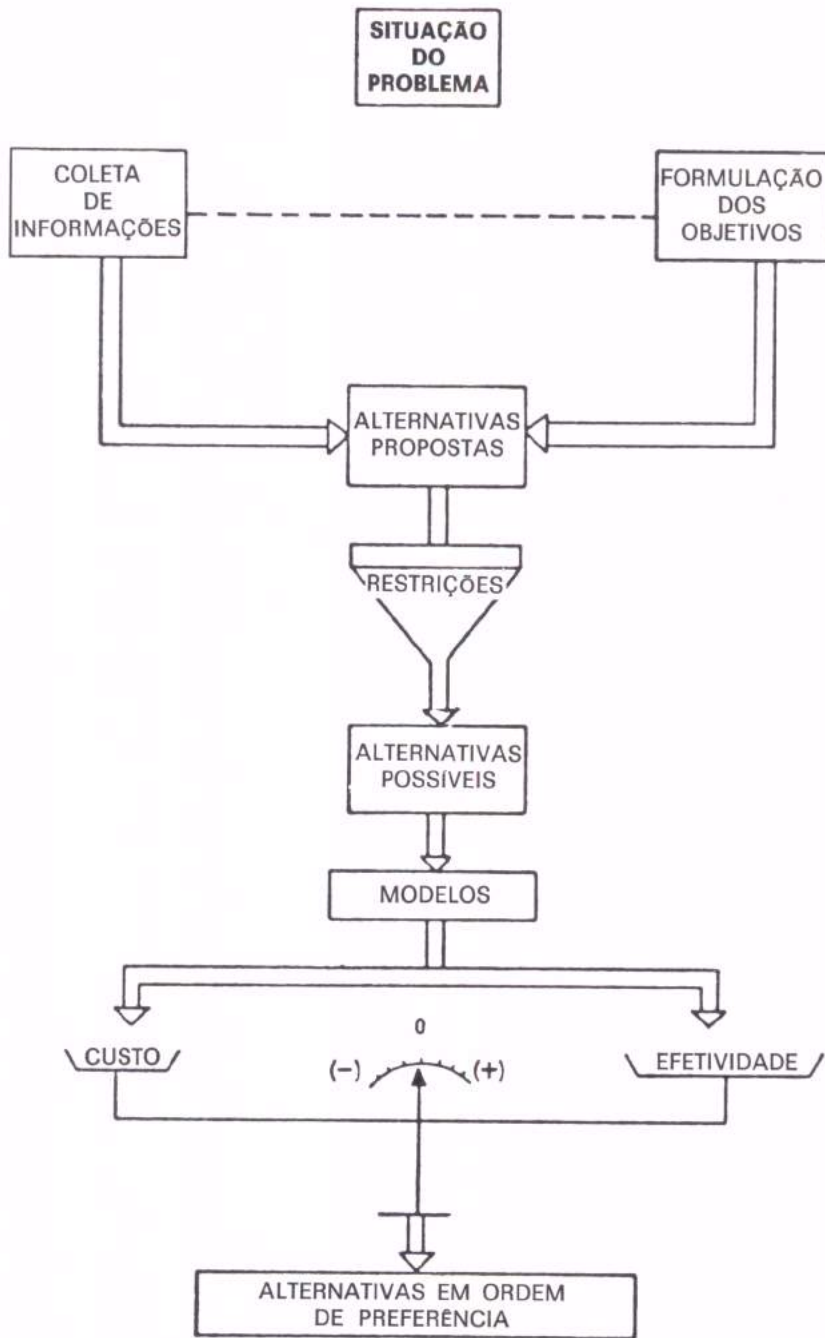 SITUAÇÃO
DO
PROBLEMA
COLETA
DE
INFORMAÇÕES
FORMULAÇÃO
DOS
OBJETIVOS
ALTERNATIVAS
PROPOSTAS
RESTRIÇÕES
ALTERNATIVAS
POSSÍVEIS
MODELOS
CUSTO
0
(-)
(+)
EFETIVIDADE
ALTERNATIVAS EM ORDEM
DE PREFERÊNCIA